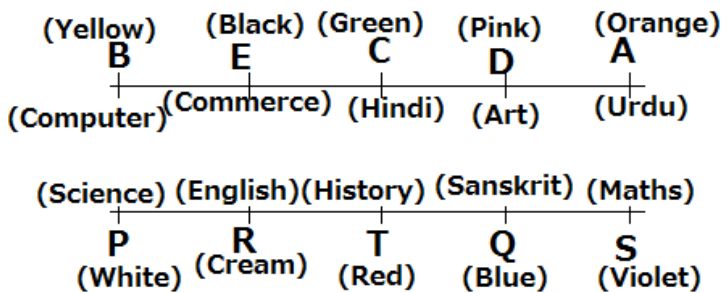 (Yellow) (Black) (Green) (Pink) (Orange)
B E C D A
(Computer) (Commerce) (Hindi) (Art) (Urdu)
(Science) (English) (History) (Sanskrit) (Maths)
P R T Q S
(White) (Cream) (Red) (Blue) (Violet)